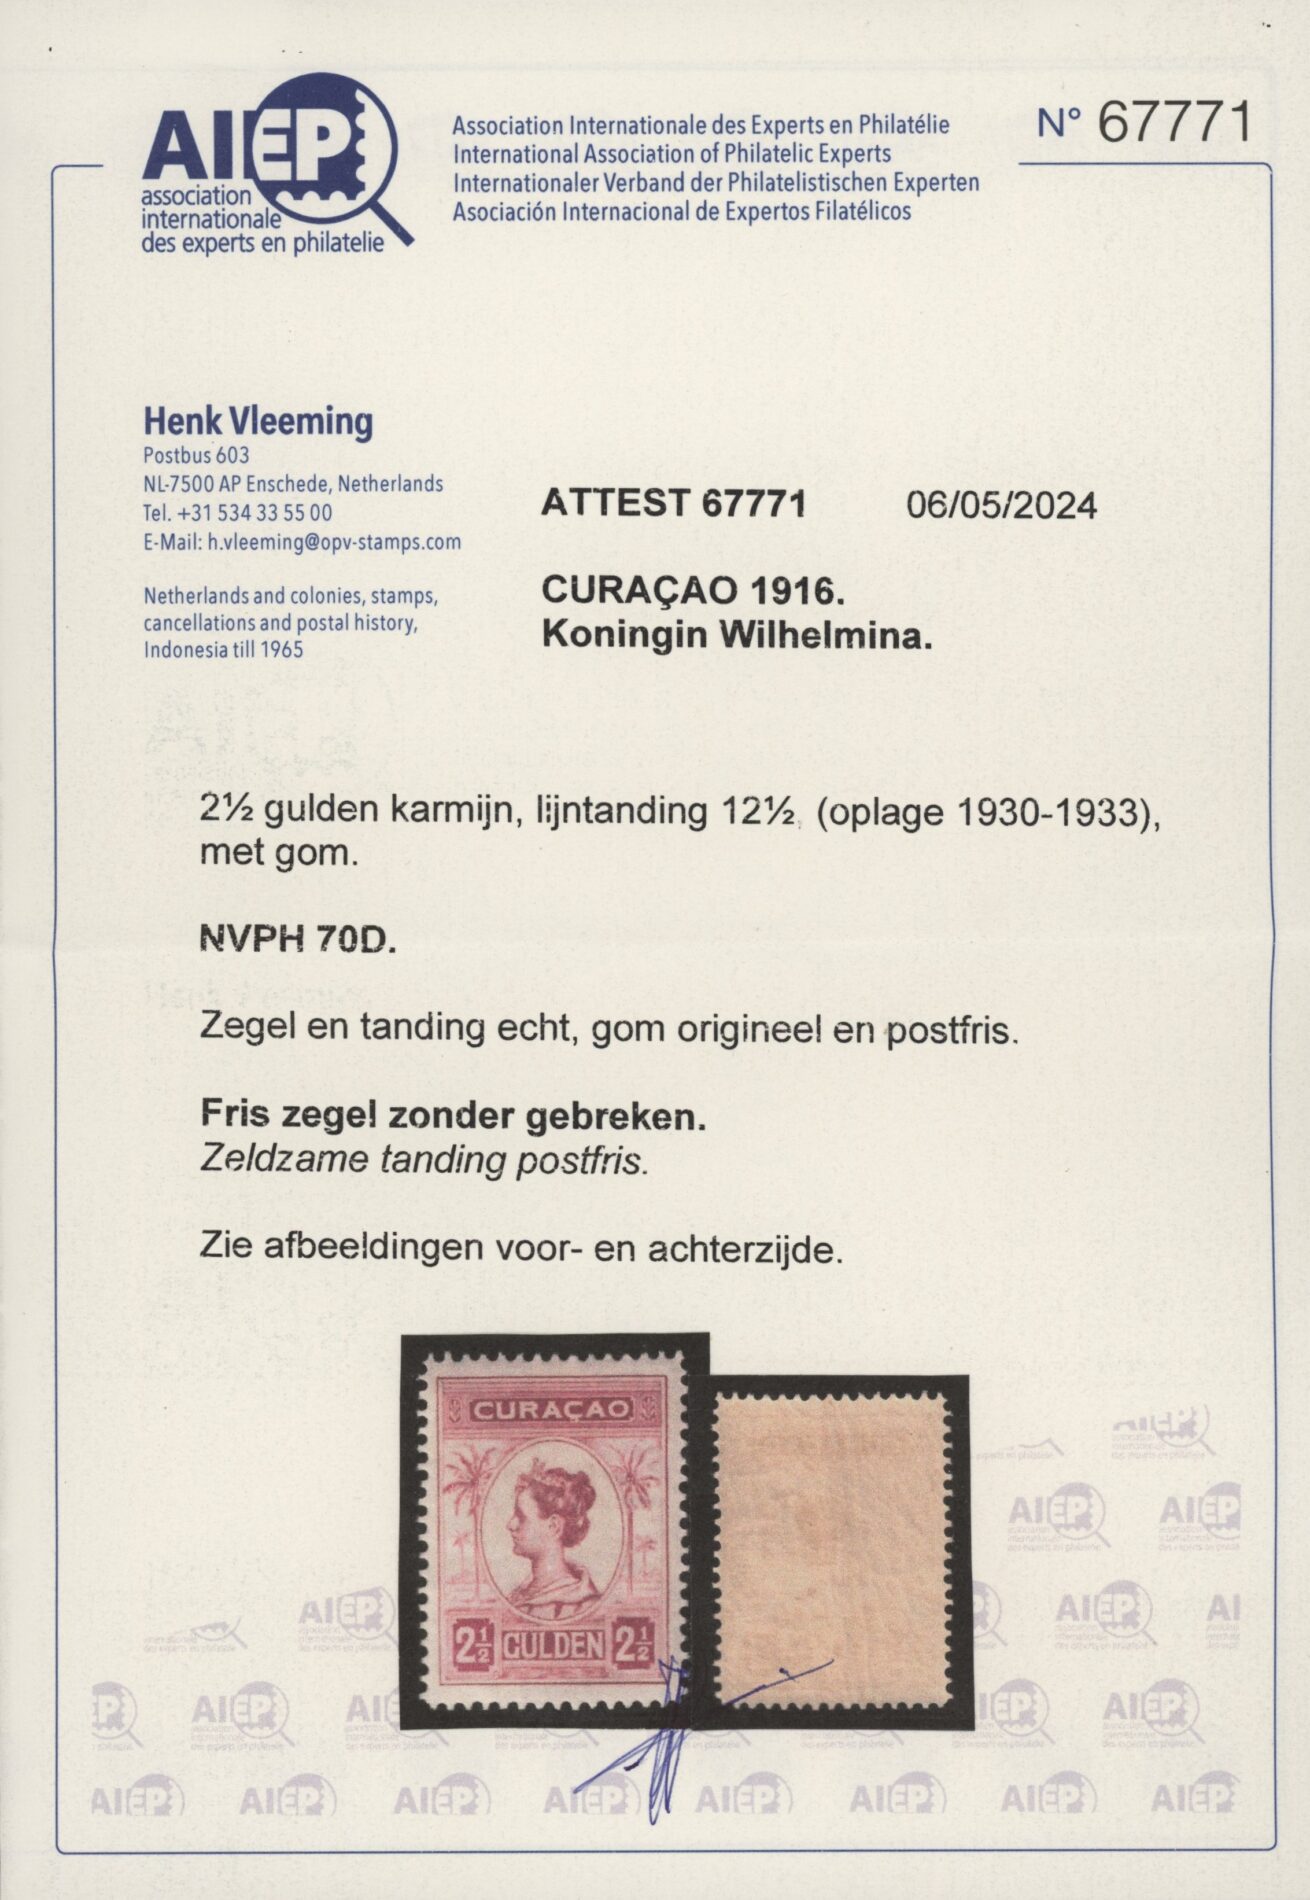 AIEP
association
internationale
des experts en philatelie
Association Internationale des Experts en Philatélie
International Association of Philatelic Experts
Internationaler Verband der Philatelistischen Experten
Asociación Internacional de Expertos Filatélicos
N° 67771
Henk Vleeming
Postbus 603
NL-7500 AP Enschede, Netherlands
Tel. +31 534 33 55 00
E-Mail: h.vleeming@opv-stamps.com
Netherlands and colonies, stamps,
cancellations and postal history,
Indonesia till 1965
ATTEST 67771 06/05/2024
CURAÇAO 1916.
Koningin Wilhelmina.
2½ gulden karmijn, lijntanding 12½ (oplage 1930-1933),
met gom.
NVPH 70D.
Zegel en tanding echt, gom origineel en postfris.
Fris zegel zonder gebreken.
Zeldzame tanding postfris.
Zie afbeeldingen voor- en achterzijde.
CURAÇAO
2½ GULDEN 2½